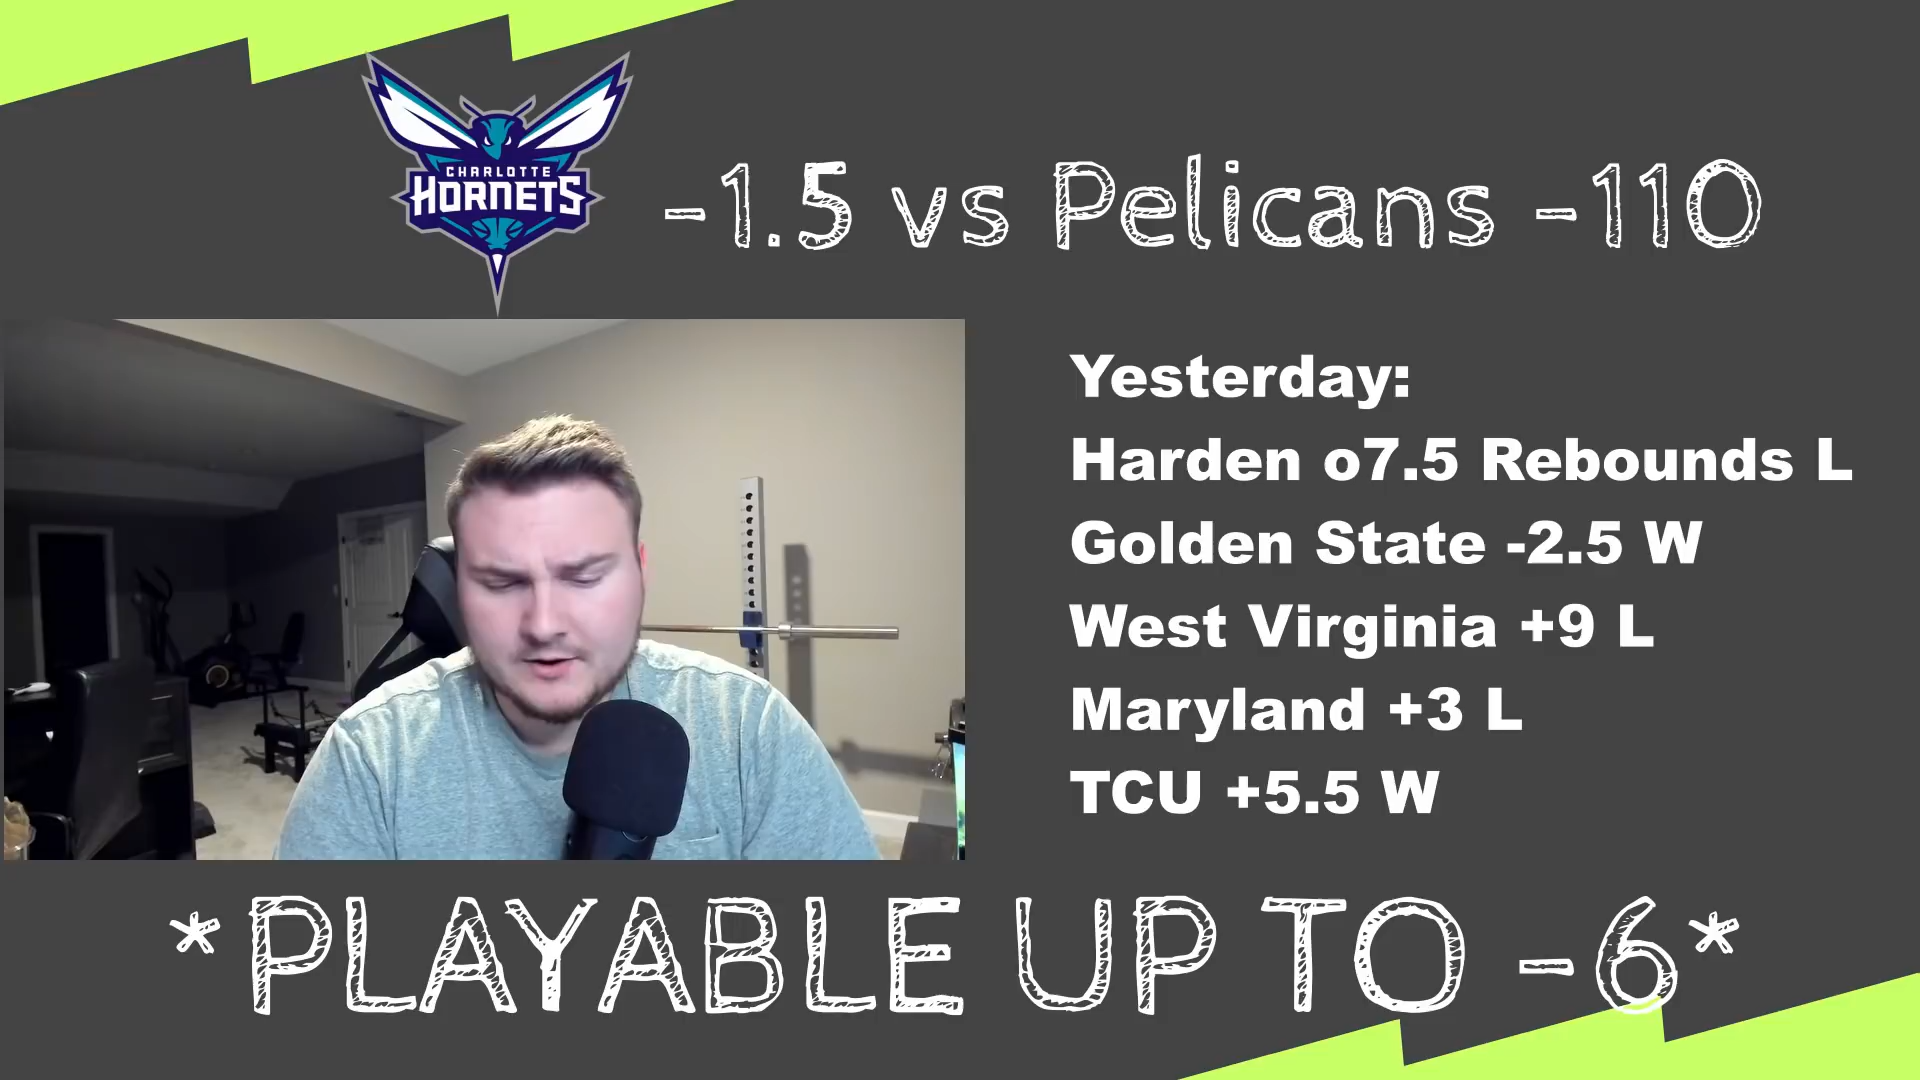 CHARLOTTE
HORNETS
-1.5 vs Pelicans -110
Yesterday:
Harden o7.5 Rebounds L
Golden State -2.5 W
West Virginia +9 L
Maryland +3 L
TCU +5.5 W
*PLAYABLE UP TO -6*